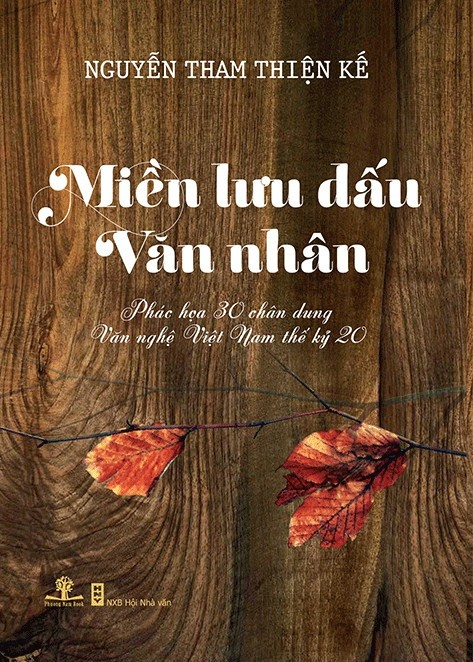 NGUYỄN THAM THIỆN KẾ
Miền lưu dấu
Văn nhân
Phác họa 30 chân dung
Văn nghệ Việt Nam thế kỷ 20
Phuong Nam Book
NXB Hội Nhà văn